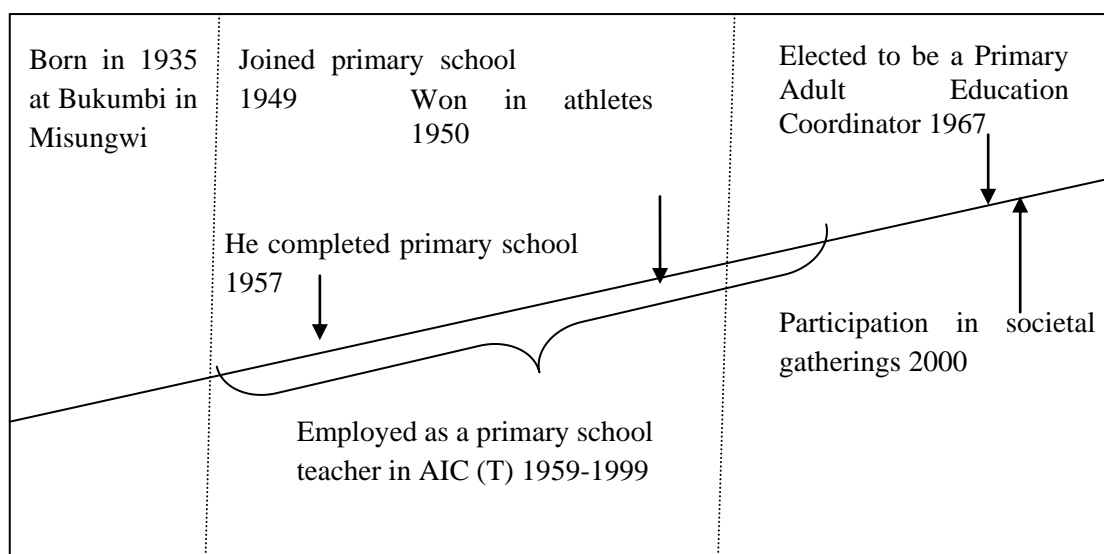 Born in 1935
at Bukumbi in
Misungwi
Joined primary school
1949
Won in athletes
1950
He completed primary school
1957
Employed as a primary school
teacher in AIC (T) 1959-1999
Elected to be a Primary
Adult Education
Coordinator 1967
Participation in societal
gatherings 2000